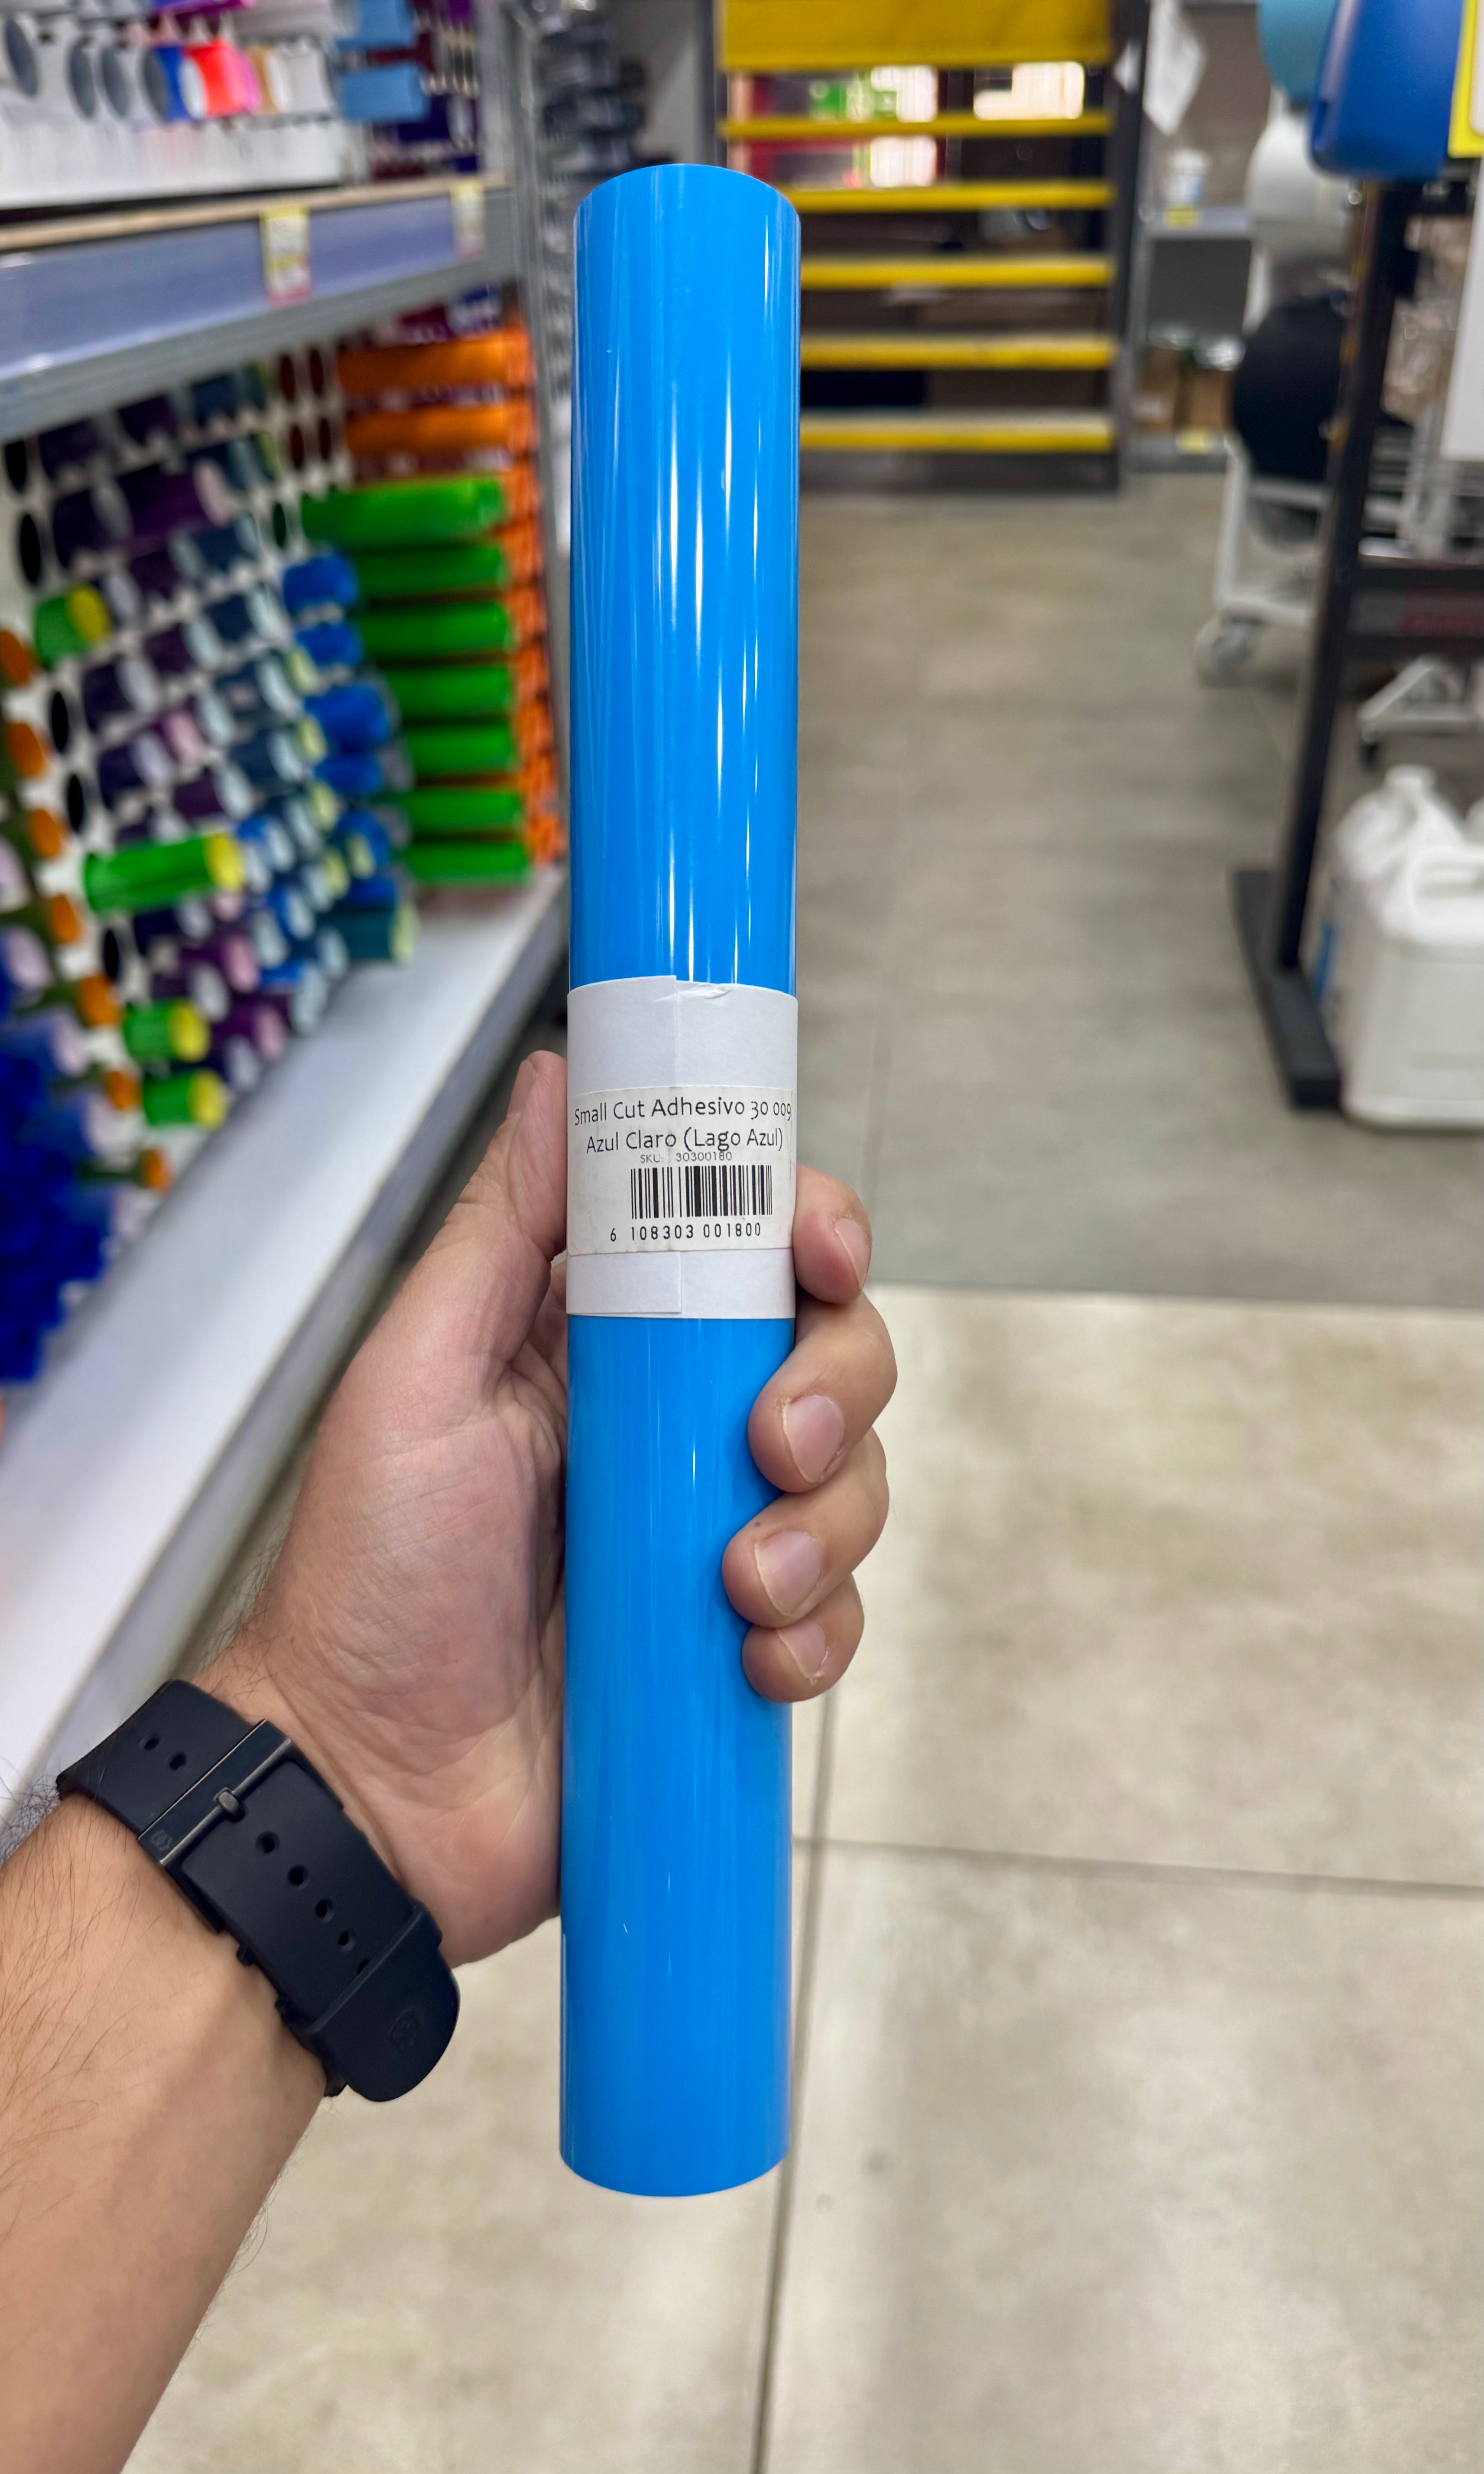 Small Cut Adhesivo 30 009
Azul Claro (Lago Azul)
SKU 30300180
6 108303 001800